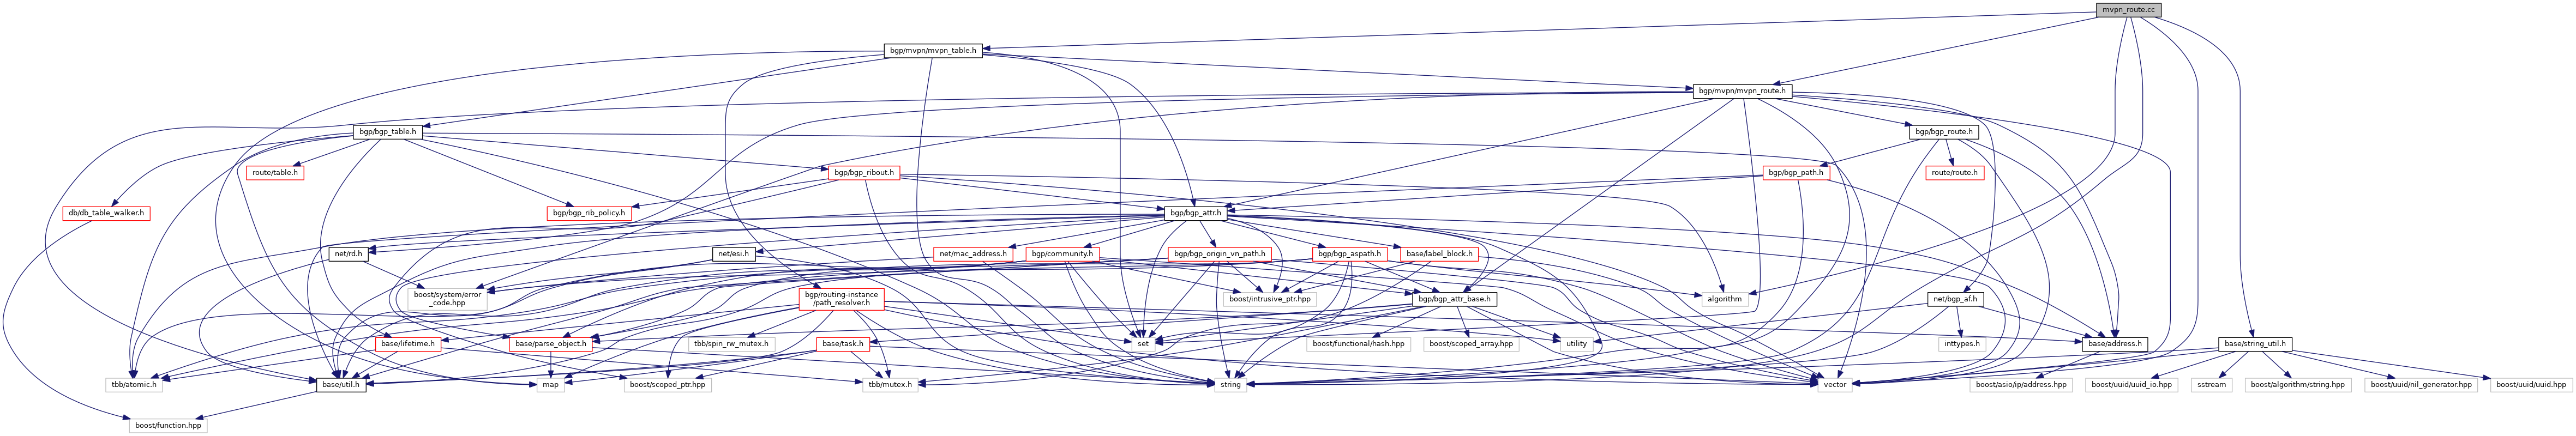 mvpn_route.cc
bgp/mvpn/mvpn_table.h
bgp/mvpn/mvpn_route.h
bgp/bgp_table.h
bgp/bgp_route.h
route/table.h
bgp/bgp_ribout.h
bgp/bgp_path.h
route/route.h
db/db_table_walker.h
bgp/bgp_rib_policy.h
bgp/bgp_attr.h
net/rd.h
net/esi.h
net/mac_address.h
bgp/community.h
bgp/bgp_origin_vn_path.h
bgp/bgp_aspath.h
base/label_block.h
boost/system/error
_code.hpp
bgp/routing-instance
/path_resolver.h
boost/intrusive_ptr.hpp
bgp/bgp_attr_base.h
algorithm
net/bgp_af.h
base/lifetime.h
base/parse_object.h
tbb/spin_rw_mutex.h
base/task.h
set
boost/functional/hash.hpp
boost/scoped_array.hpp
utility
inttypes.h
base/address.h
base/string_util.h
tbb/atomic.h
base/util.h
map
boost/scoped_ptr.hpp
tbb/mutex.h
string
vector
boost/asio/ip/address.hpp
boost/uuid/uuid_io.hpp
sstream
boost/algorithm/string.hpp
boost/uuid/nil_generator.hpp
boost/uuid/uuid.hpp
boost/function.hpp